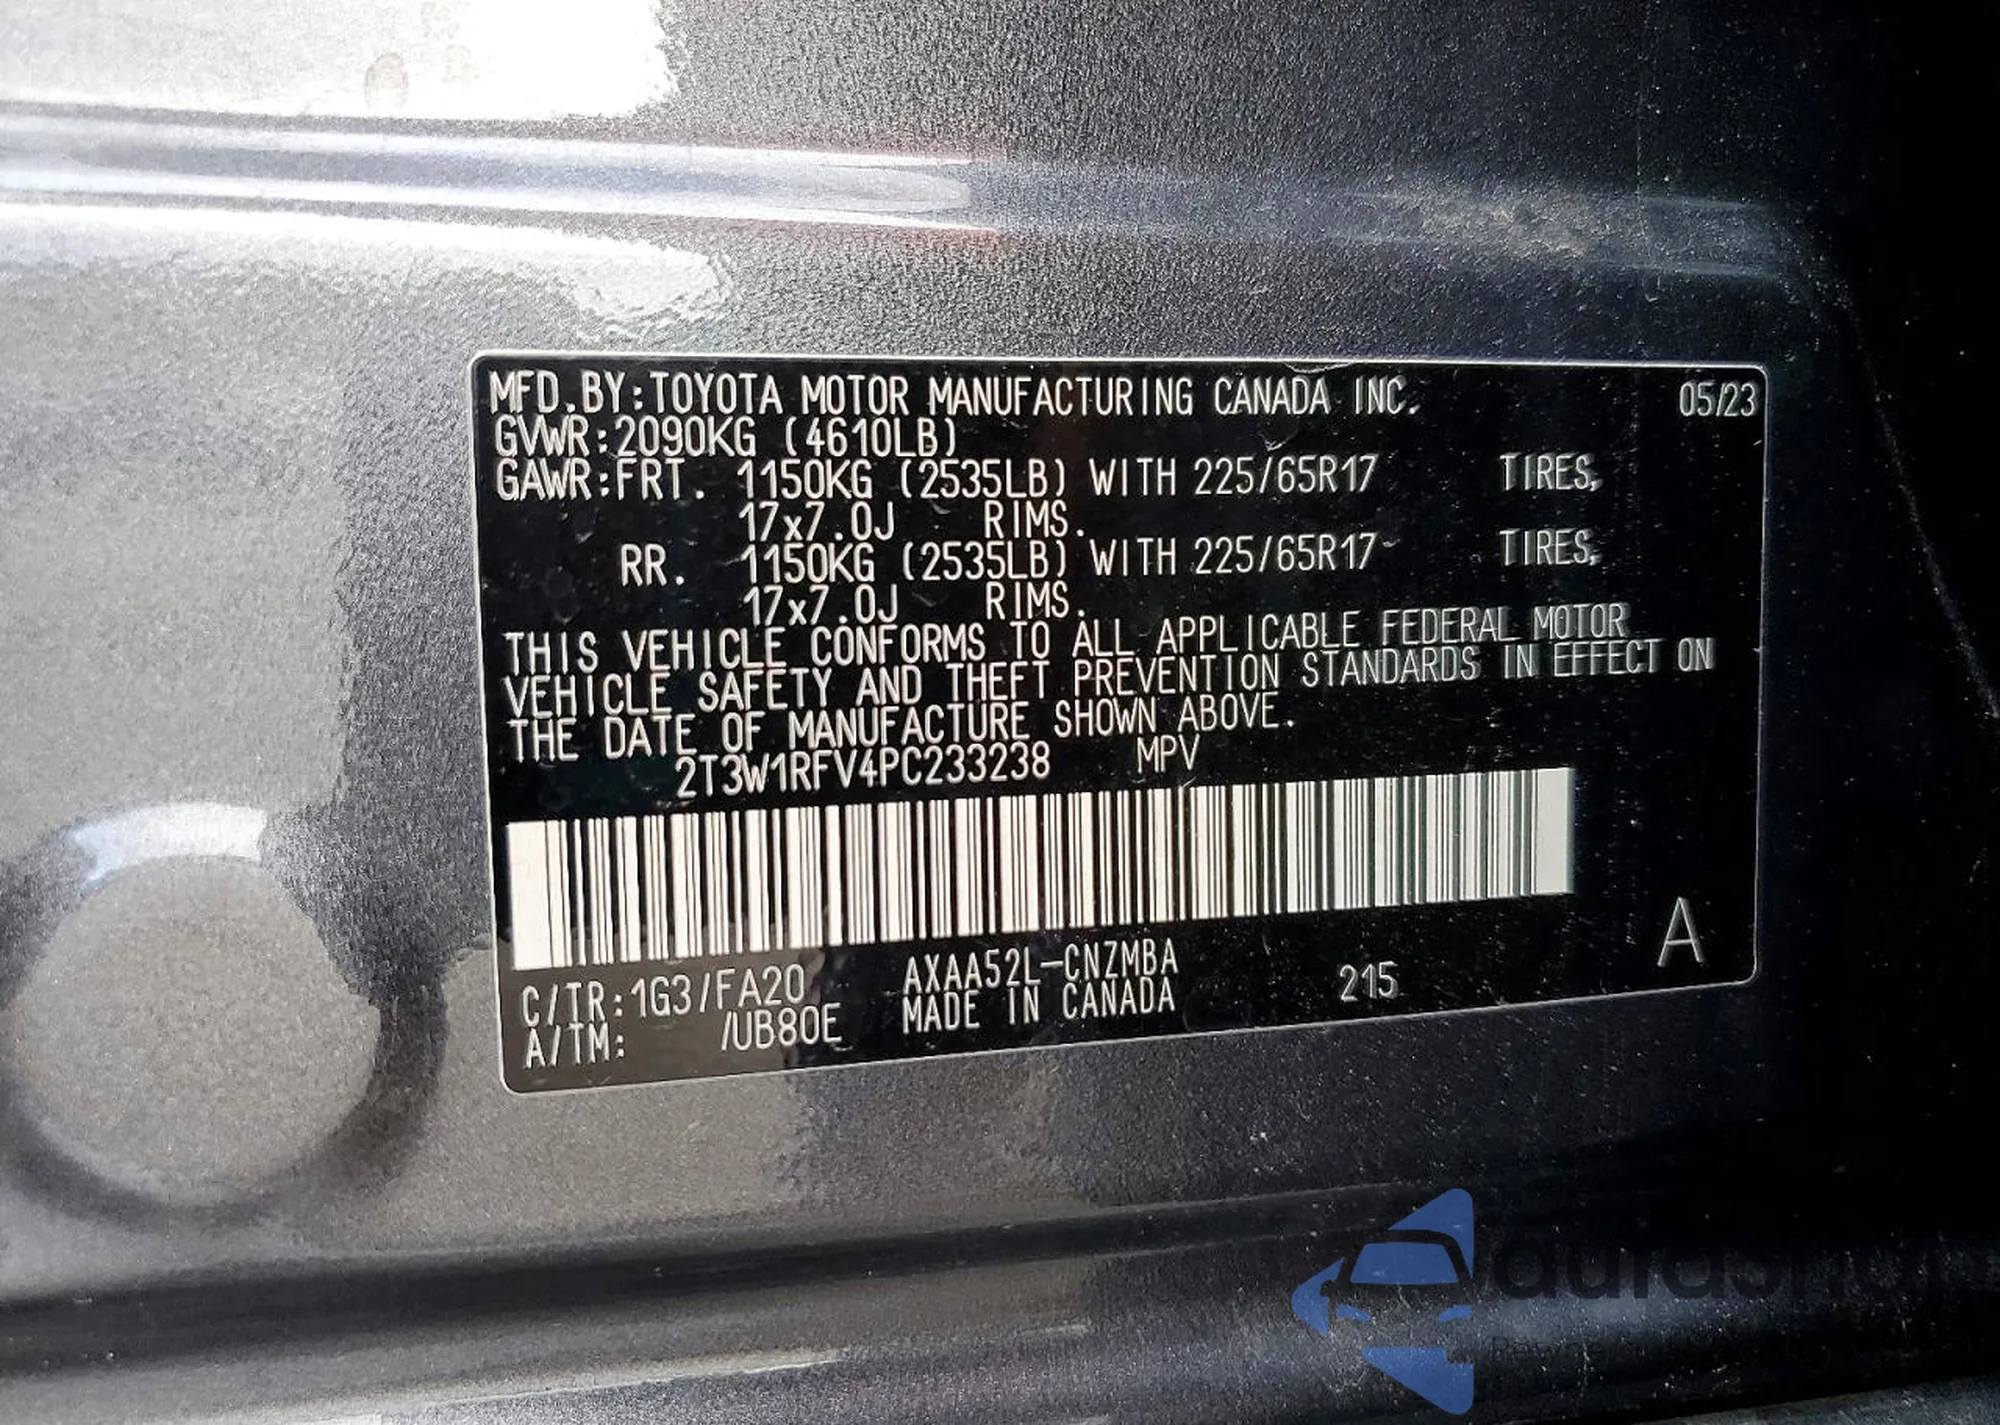 MFD.BY:TOYOTA MOTOR MANUFACTURING CANADA INC. 05/23
GVWR:2090KG (4610LB)
GAWR:FRT. 1150KG (2535LB) WITH 225/65R17 TIRES,
17x7.0J RIMS.
RR. 1150KG (2535LB) WITH 225/65R17 TIRES,
17x7.0J RIMS.
THIS VEHICLE CONFORMS TO ALL APPLICABLE FEDERAL MOTOR
VEHICLE SAFETY AND THEFT PREVENTION STANDARDS IN EFFECT ON
THE DATE OF MANUFACTURE SHOWN ABOVE.
2T3W1RFV4PC233238 MPV
A
C/TR:1G3/FA20 AXAA52L-CNZMBA 215
A/TM: /UB80E MADE IN CANADA